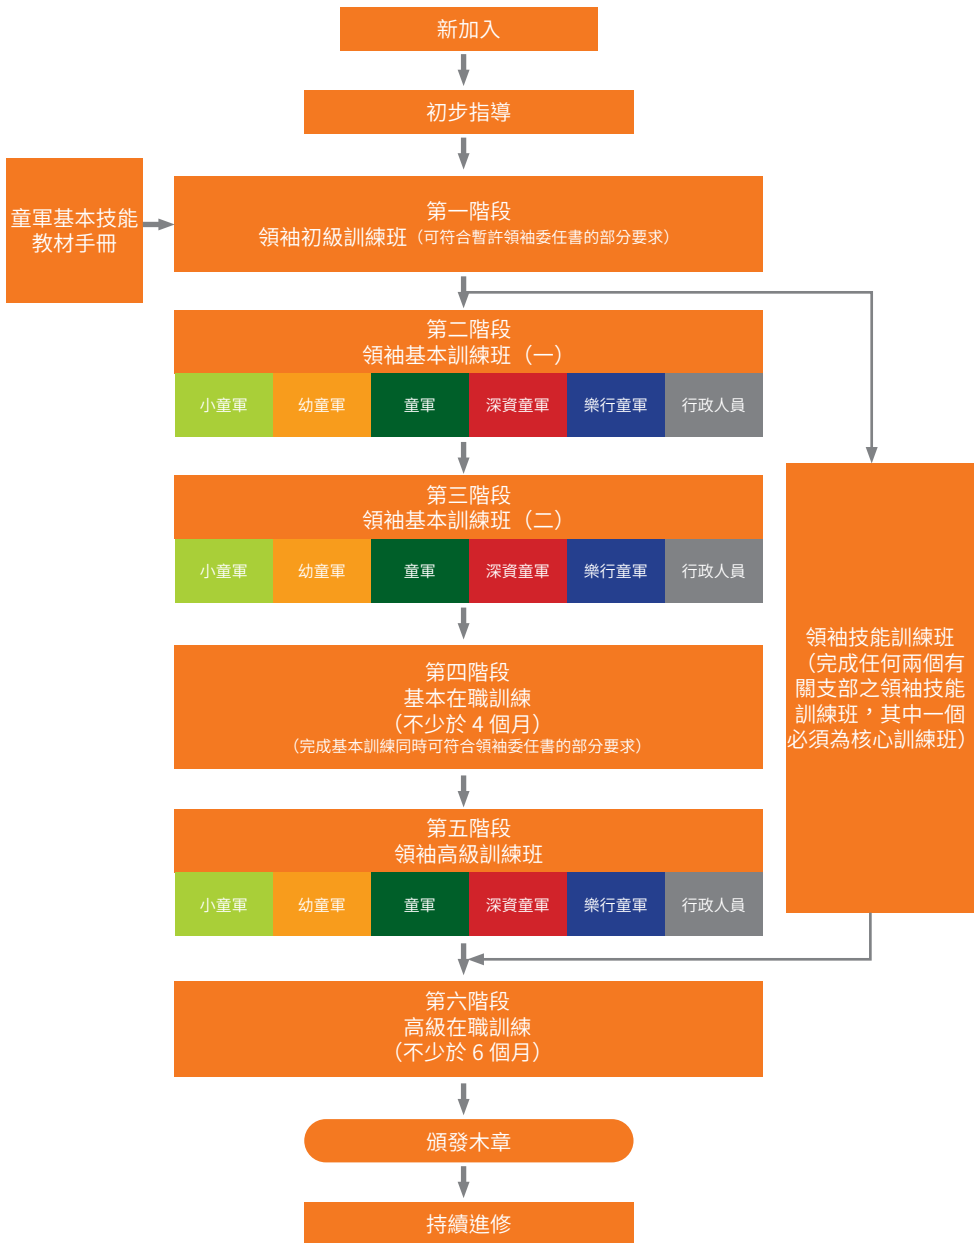 新加入
初步指導
童軍基本技能
教材手冊
第一階段
領袖初級訓練班（可符合暫許領袖委任書的部分要求）
第二階段
領袖基本訓練班（一）
小童軍 幼童軍 童軍 深資童軍 樂行童軍 行政人員
第三階段
領袖基本訓練班（二）
小童軍 幼童軍 童軍 深資童軍 樂行童軍 行政人員
第四階段
基本在職訓練
（不少於 4 個月）
（完成基本訓練同時可符合領袖委任書的部分要求）
領袖技能訓練班
（完成任何兩個有
關支部之領袖技能
訓練班，其中一個
必須為核心訓練班）
第五階段
領袖高級訓練班
小童軍 幼童軍 童軍 深資童軍 樂行童軍 行政人員
第六階段
高級在職訓練
（不少於 6 個月）
頒發木章
持續進修